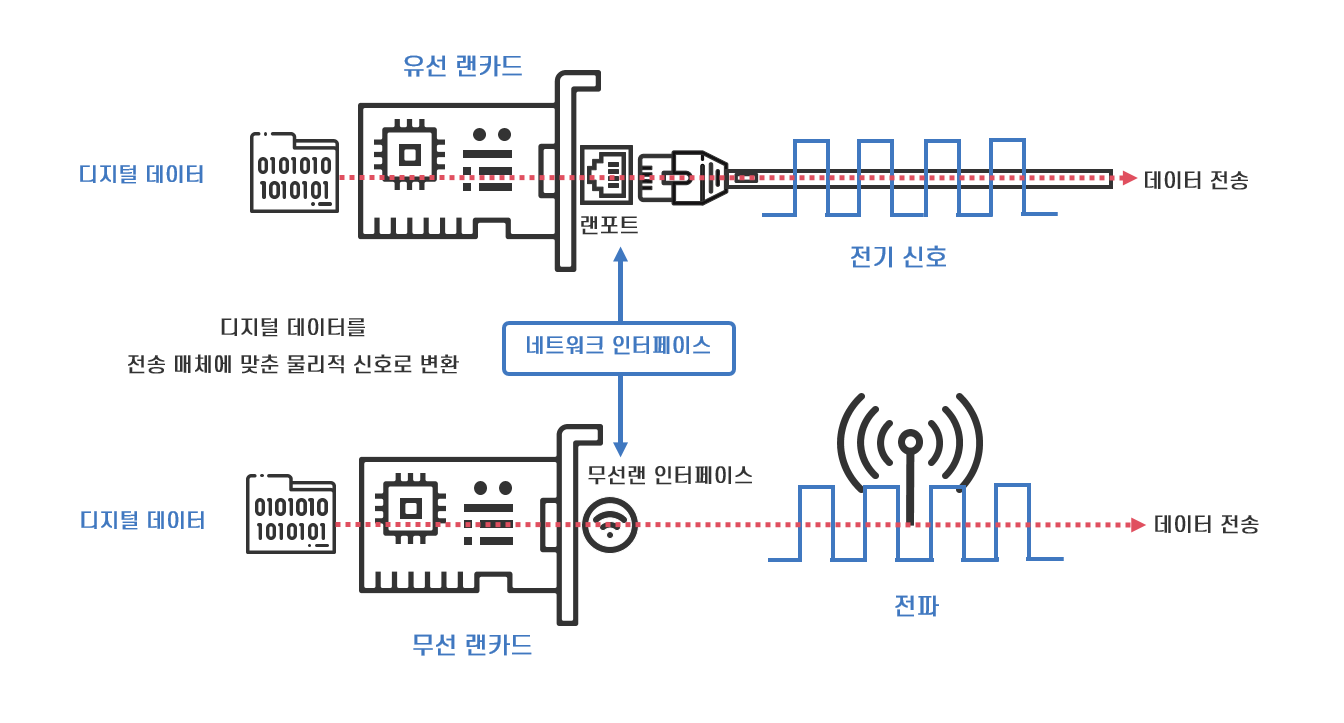 유선 랜카드
디지털 데이터
0101010
1010101
랜포트
데이터 전송
전기 신호
디지털 데이터를
전송 매체에 맞춘 물리적 신호로 변환
네트워크 인터페이스
무선랜 인터페이스
디지털 데이터
0101010
1010101
데이터 전송
전파
무선 랜카드